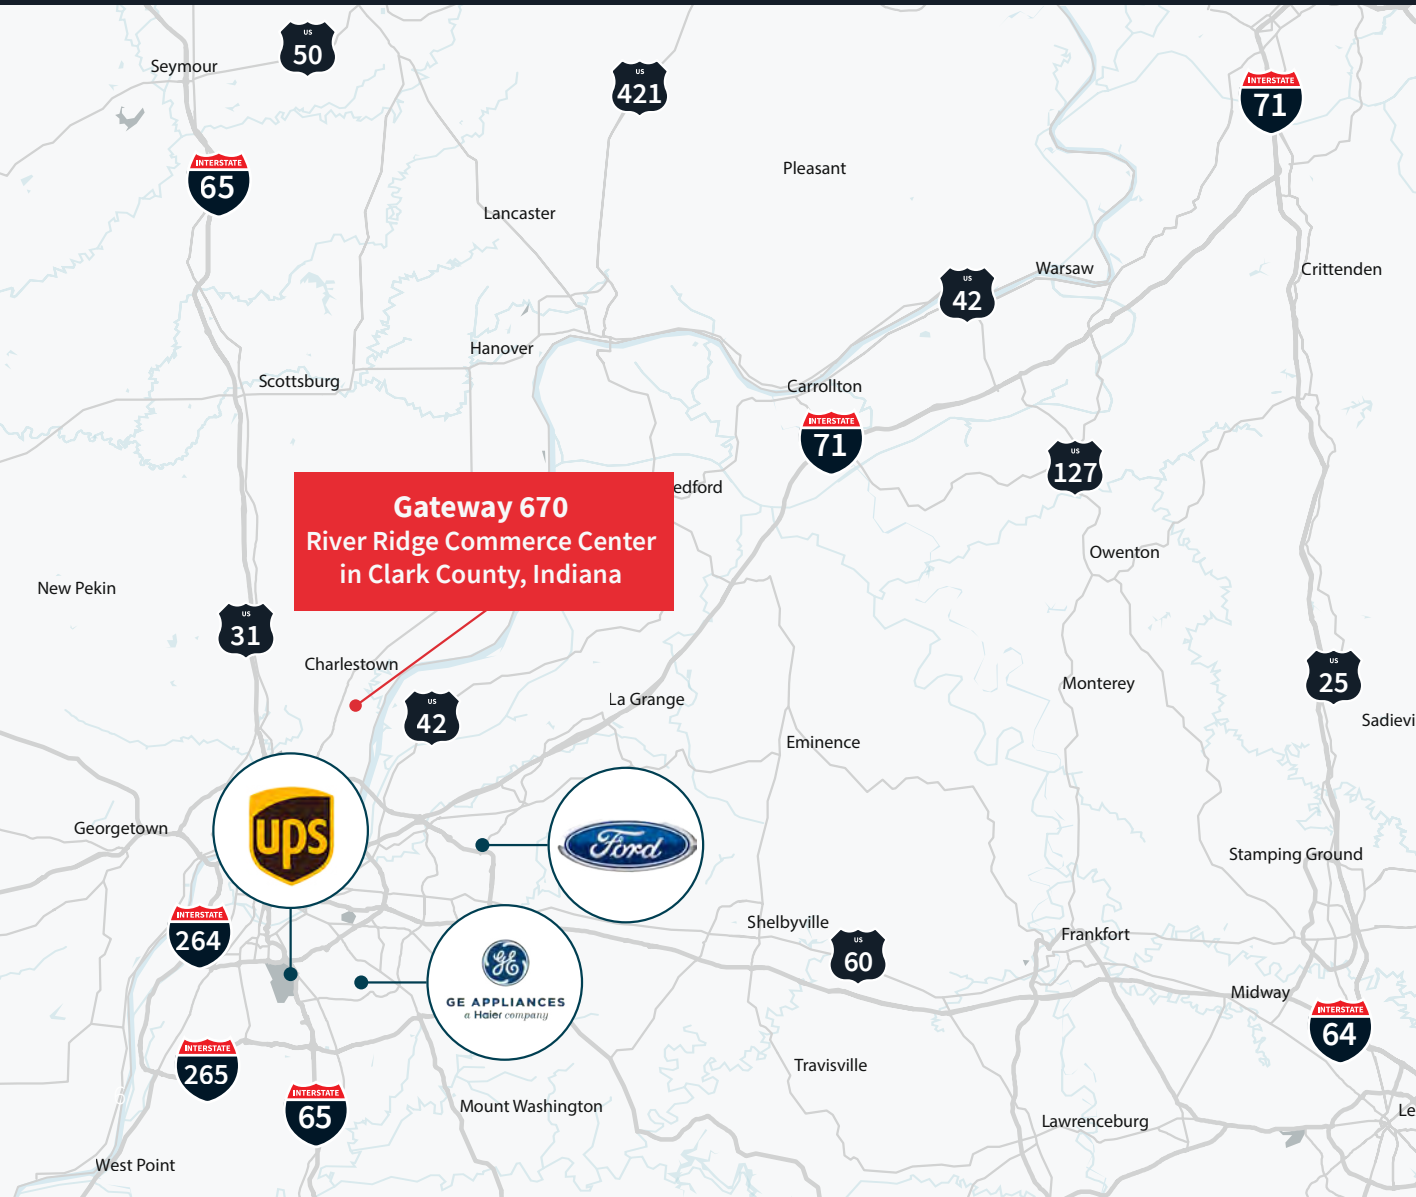 US
50
Seymour
US
421
INTERSTATE
71
INTERSTATE
65
Pleasant
Lancaster
Warsaw
Crittenden
US
42
Hanover
Scottsburg
Carrollton
INTERSTATE
71
US
127
edford
Gateway 670
River Ridge Commerce Center
in Clark County, Indiana
Owenton
New Pekin
US
31
Charlestown
US
42
La Grange
Monterey
US
25
Sadievi
Eminence
Georgetown
ups
Ford
Stamping Ground
INTERSTATE
264
Shelbyville
Frankfort
US
60
GE
GE APPLIANCES
a Haier company
Midway
INTERSTATE
64
INTERSTATE
265
Travisville
INTERSTATE
65
Mount Washington
Lawrenceburg
Le
West Point